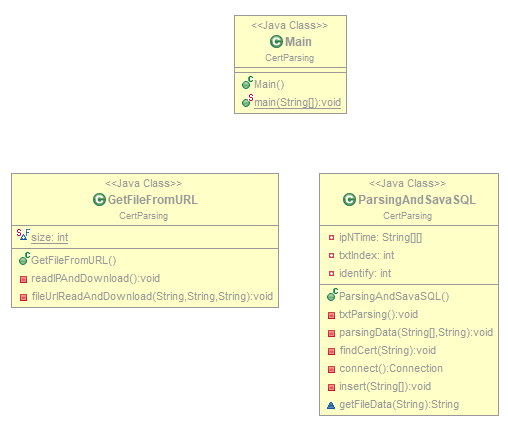 <<Java Class>>
Main
CertParsing
Main()
main(String[]):void
<<Java Class>>
GetFileFromURL
CertParsing
size: int
GetFileFromURL()
readIPAndDownload():void
fileUrlReadAndDownload(String,String,String):void
<<Java Class>>
ParsingAndSavaSQL
CertParsing
ipNTime: String[][]
txtIndex: int
identify: int
ParsingAndSavaSQL()
txtParsing():void
parsingData(String[],String):void
findCert(String):void
connect():Connection
insert(String[]):void
getFileData(String):String